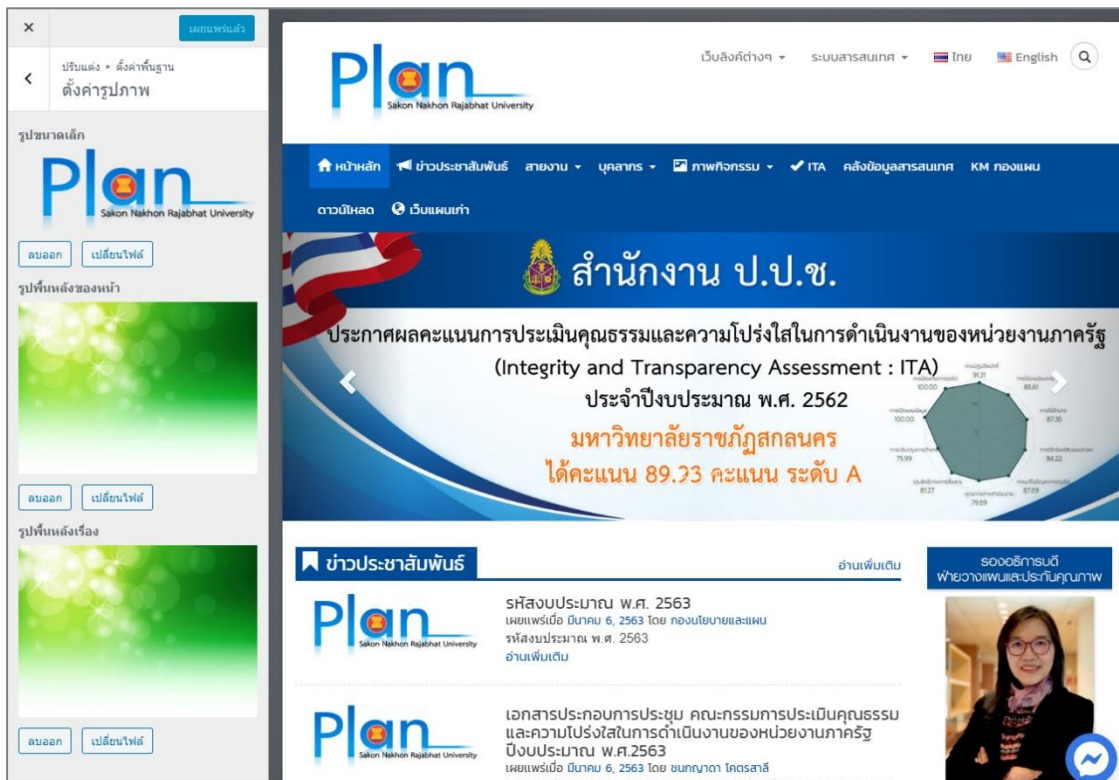 ×
เผยแพร่แล้ว
ปรับแต่ง ▸ ตั้งค่าพื้นฐาน
ตั้งค่ารูปภาพ
รูปขนาดเล็ก
Plan
Sakon Nakhon Rajabhat University
ลบออก เปลี่ยนไฟล์
รูปพื้นหลังของหน้า
ลบออก เปลี่ยนไฟล์
รูปพื้นหลังเรื่อง
ลบออก เปลี่ยนไฟล์
Plan
Sakon Nakhon Rajabhat University
เว็บลิงค์ต่างๆ ระบบสารสนเทศ ไทย English
หน้าหลัก ข่าวประชาสัมพันธ์ สายงาน บุคลากร ภาพกิจกรรม ITA คลังข้อมูลสารสนเทศ KM กองแผน
ดาวน์โหลด เว็บแผนเก่า
สำนักงาน ป.ป.ช.
ประกาศผลคะแนนการประเมินคุณธรรมและความโปร่งใสในการดำเนินงานของหน่วยงานภาครัฐ
(Integrity and Transparency Assessment : ITA)
ประจำปีงบประมาณ พ.ศ. 2562
มหาวิทยาลัยราชภัฏสกลนคร
ได้คะแนน 89.93 คะแนน ระดับ A
91.31
100.00
100.00
87.36
75.99
84.22
81.27
79.69
87.69
ข่าวประชาสัมพันธ์ อ่านเพิ่มเติม
Plan
Sakon Nakhon Rajabhat University
รหัสงบประมาณ พ.ศ. 2563
เผยแพร่เมื่อ มีนาคม 6, 2563 โดย กองนโยบายและแผน
รหัสงบประมาณ พ.ศ. 2563
อ่านเพิ่มเติม
Plan
Sakon Nakhon Rajabhat University
เอกสารประกอบการประชุม คณะกรรมการประเมินคุณธรรม
และความโปร่งใสในการดำเนินงานของหน่วยงานภาครัฐ
ปีงบประมาณ พ.ศ.2563
เผยแพร่เมื่อ มีนาคม 6, 2563 โดย ชนกญาดา โคตรสาลี
รองอธิการบดี
ฝ่ายวางแผนและประกันคุณภาพ